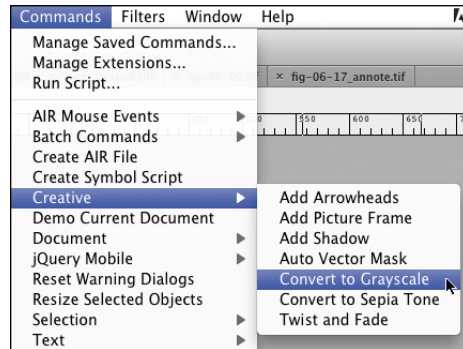 Commands Filters Window Help
Manage Saved Commands...
Manage Extensions...
Run Script...
× fig-06-17_annote.tif
AIR Mouse Events
Batch Commands
Create AIR File
Create Symbol Script
Creative
Demo Current Document
Document
jQuery Mobile
Reset Warning Dialogs
Resize Selected Objects
Selection
Text
550 600 650
Add Arrowheads
Add Picture Frame
Add Shadow
Auto Vector Mask
Convert to Grayscale
Convert to Sepia Tone
Twist and Fade